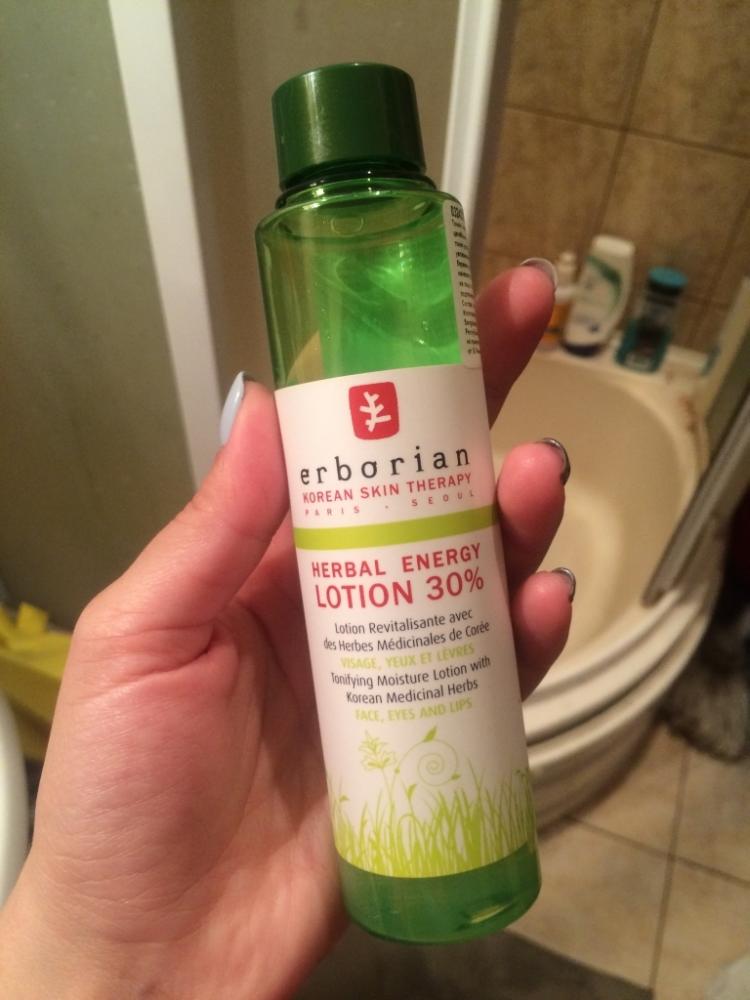 erborian
KOREAN SKIN THERAPY
PARIS - SEOUL
HERBAL ENERGY
LOTION 30%
Lotion Revitalisante avec
des Herbes Médicinales de Corée
VISAGE, YEUX ET LÈVRES
Tonifying Moisture Lotion with
Korean Medicinal Herbs
FACE, EYES AND LIPS